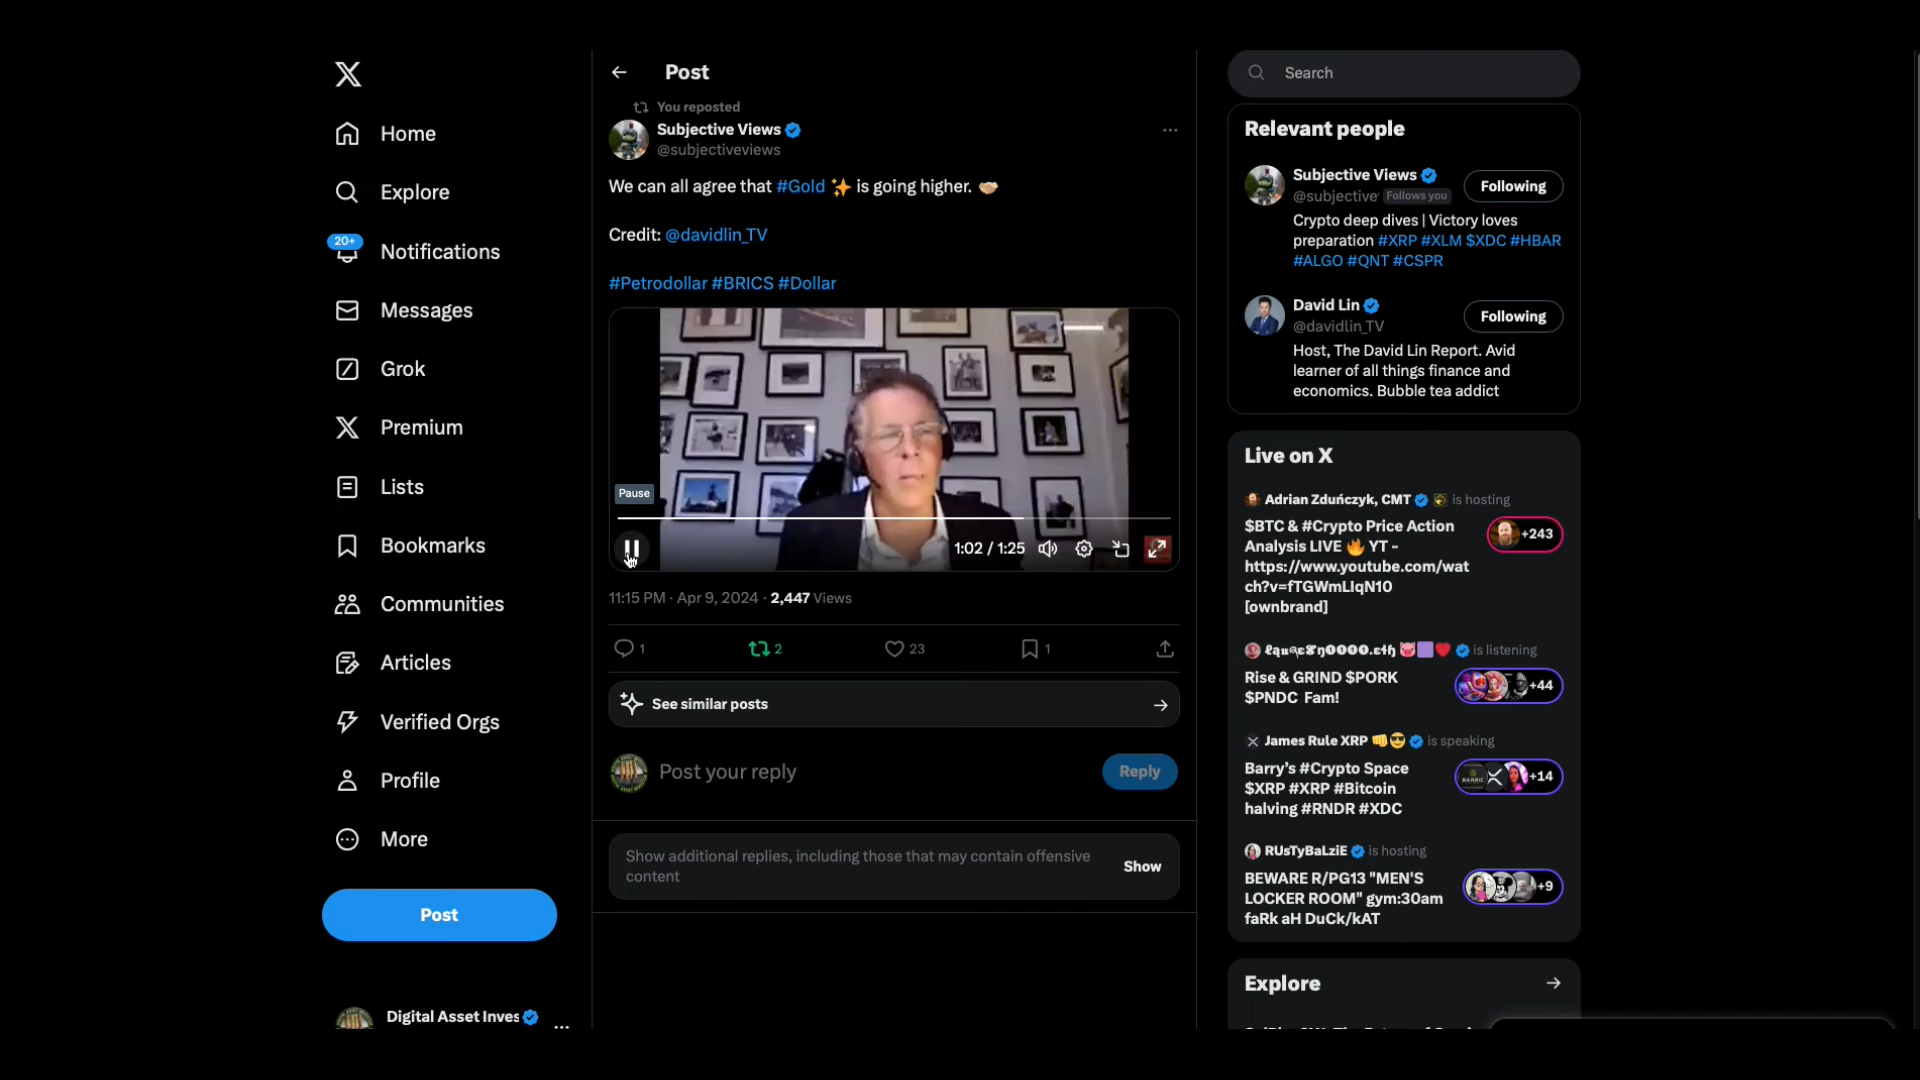 Home
Explore
20+
Notifications
Messages
Grok
Premium
Lists
Bookmarks
Communities
Articles
Verified Orgs
Profile
More
Post
Digital Asset Inves
Post
You reposted
Subjective Views
@subjectiveviews
We can all agree that #Gold ✨ is going higher. 🤝
Credit: @davidlin_TV
#Petrodollar #BRICS #Dollar
Pause
1:02 / 1:25
11:15 PM · Apr 9, 2024 · 2,447 Views
1
2
23
1
See similar posts
Post your reply
Reply
Show additional replies, including those that may contain offensive
content
Show
Search
Relevant people
Subjective Views
@subjective
Follows you
Following
Crypto deep dives | Victory loves
preparation #XRP #XLM $XDC #HBAR
#ALGO #QNT #CSPR
David Lin
@davidlin_TV
Following
Host, The David Lin Report. Avid
learner of all things finance and
economics. Bubble tea addict
Live on X
Adrian Zduńczyk, CMT is hosting
$BTC & #Crypto Price Action
Analysis LIVE 🔥 YT -
https://www.youtube.com/wat
ch?v=fTGWmLIqN10
[ownbrand]
+243
is listening
Rise & GRIND $PORK
$PNDC Fam!
+44
James Rule XRP 👊😎 is speaking
Barry's #Crypto Space
$XRP #XRP #Bitcoin
halving #RNDR #XDC
+14
RUsTyBaLziE is hosting
BEWARE R/PG13 "MEN'S
LOCKER ROOM" gym:30am
faRk aH DuCk/kAT
+9
Explore